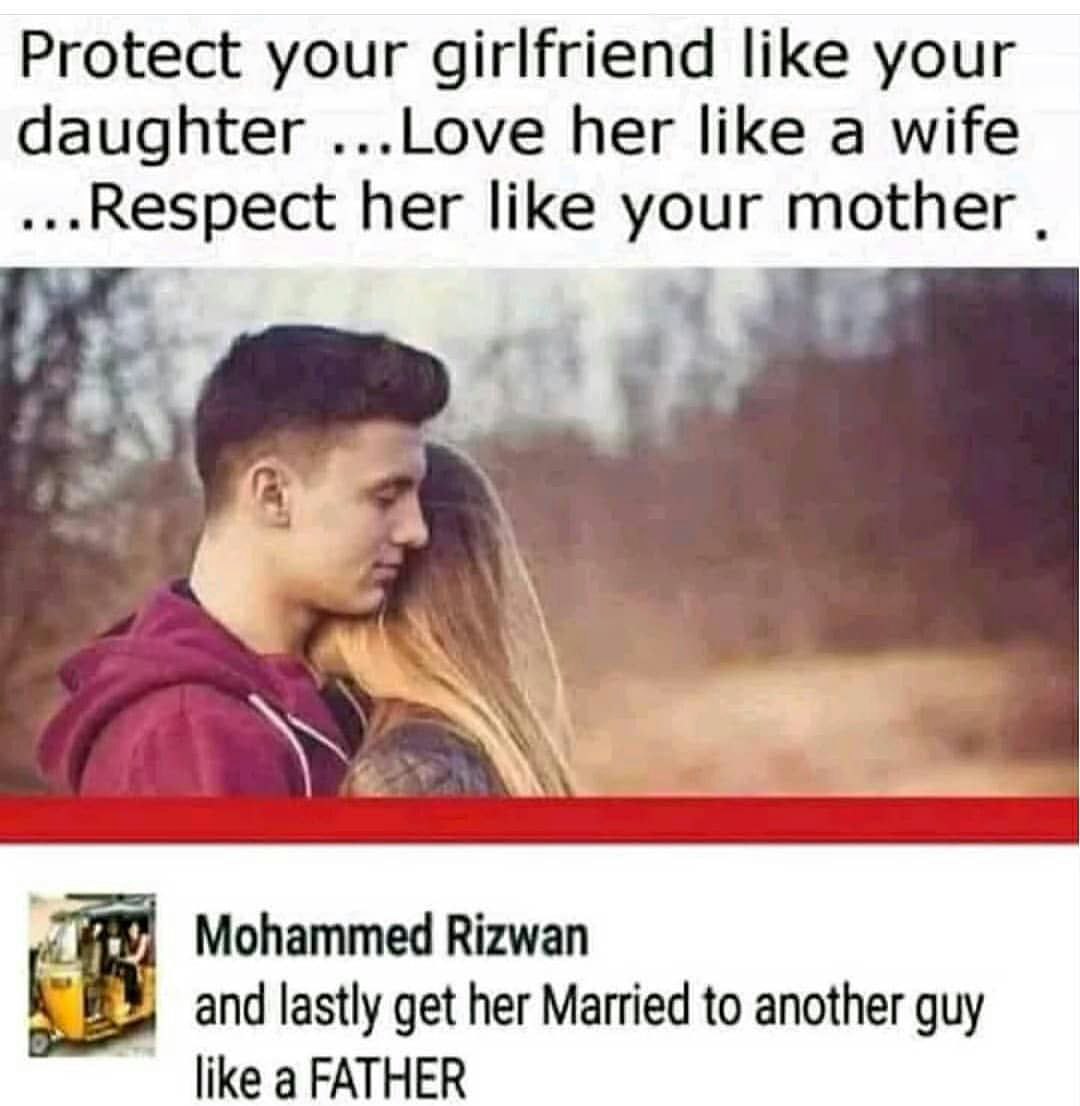 Protect your girlfriend like your
daughter ...Love her like a wife
...Respect her like your mother .
Mohammed Rizwan
and lastly get her Married to another guy
like a FATHER